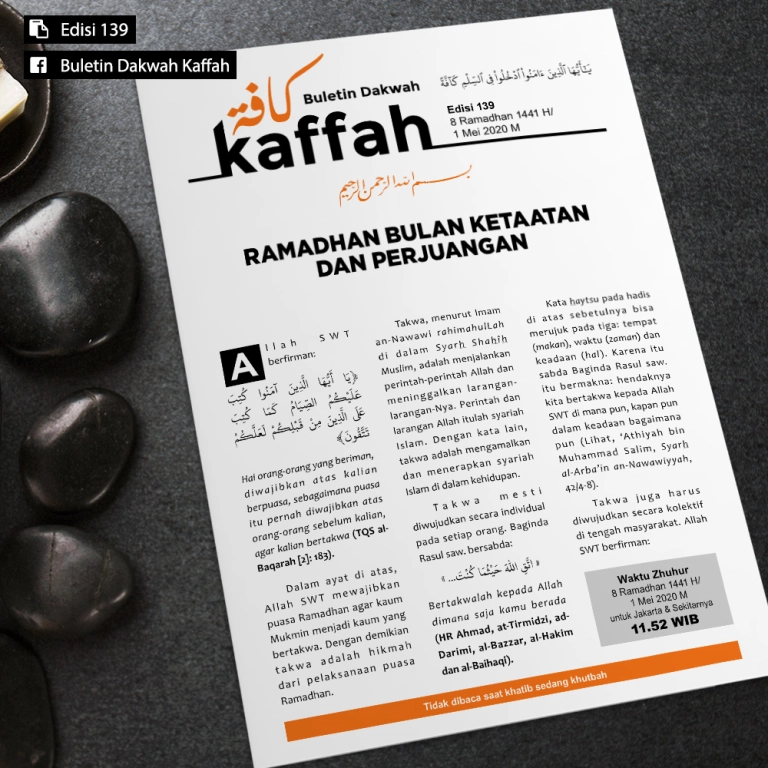 Edisi 139
Buletin Dakwah Kaffah
كافة
Buletin Dakwah
kaffah
يَٰٓأَيُّهَا ٱلَّذِينَ ءَامَنُوا۟ ٱدْخُلُوا۟ فِى ٱلسِّلْمِ كَآفَّةً
Edisi 139
8 Ramadhan 1441 H/
1 Mei 2020 M
بسم الله الرحمن الرحيم
RAMADHAN BULAN KETAATAN
DAN PERJUANGAN
Allah SWT
berfirman:
﴿يَا أَيُّهَا الَّذِينَ آمَنُوا كُتِبَ
عَلَيْكُمُ الصِّيَامُ كَمَا كُتِبَ
عَلَى الَّذِينَ مِنْ قَبْلِكُمْ لَعَلَّكُمْ
تَتَّقُونَ﴾
Hai orang-orang yang beriman,
diwajibkan atas kalian
berpuasa, sebagaimana puasa
itu pernah diwajibkan atas
orang-orang sebelum kalian,
agar kalian bertakwa (TQS al-
Baqarah [2]: 183).
Dalam ayat di atas,
Allah SWT mewajibkan
puasa Ramadhan agar kaum
Mukmin menjadi kaum yang
bertakwa. Dengan demikian
takwa adalah hikmah
dari pelaksanaan puasa
Ramadhan.
Takwa, menurut Imam
an-Nawawi rahimahulLah
di dalam Syarh Shahîh
Muslim, adalah menjalankan
perintah-perintah Allah dan
meninggalkan larangan-
larangan-Nya. Perintah dan
larangan Allah itulah syariah
Islam. Dengan kata lain,
takwa adalah mengamalkan
dan menerapkan syariah
Islam di dalam kehidupan.
Takwa mesti
diwujudkan secara individual
pada setiap orang. Baginda
Rasul saw. bersabda:
« اتَّقِ اللهَ حَيْثُمَا كُنْتَ... »
Bertakwalah kepada Allah
dimana saja kamu berada
(HR Ahmad, at-Tirmidzi, ad-
Darimi, al-Bazzar, al-Hakim
dan al-Baihaqi).
Kata haytsu pada hadis
di atas sebetulnya bisa
merujuk pada tiga: tempat
(makan), waktu (zaman) dan
keadaan (hal). Karena itu
sabda Baginda Rasul saw.
itu bermakna: hendaknya
kita bertakwa kepada Allah
SWT di mana pun, kapan pun
dalam keadaan bagaimana
pun (Lihat, 'Athiyah bin
Muhammad Salim, Syarh
al-Arba'in an-Nawawiyyah,
42/4-8).
Takwa juga harus
diwujudkan secara kolektif
di tengah masyarakat. Allah
SWT berfirman:
Waktu Zhuhur
8 Ramadhan 1441 H/
1 Mei 2020 M
untuk Jakarta & Sekitarnya
11.52 WIB
Tidak dibaca saat khatib sedang khutbah